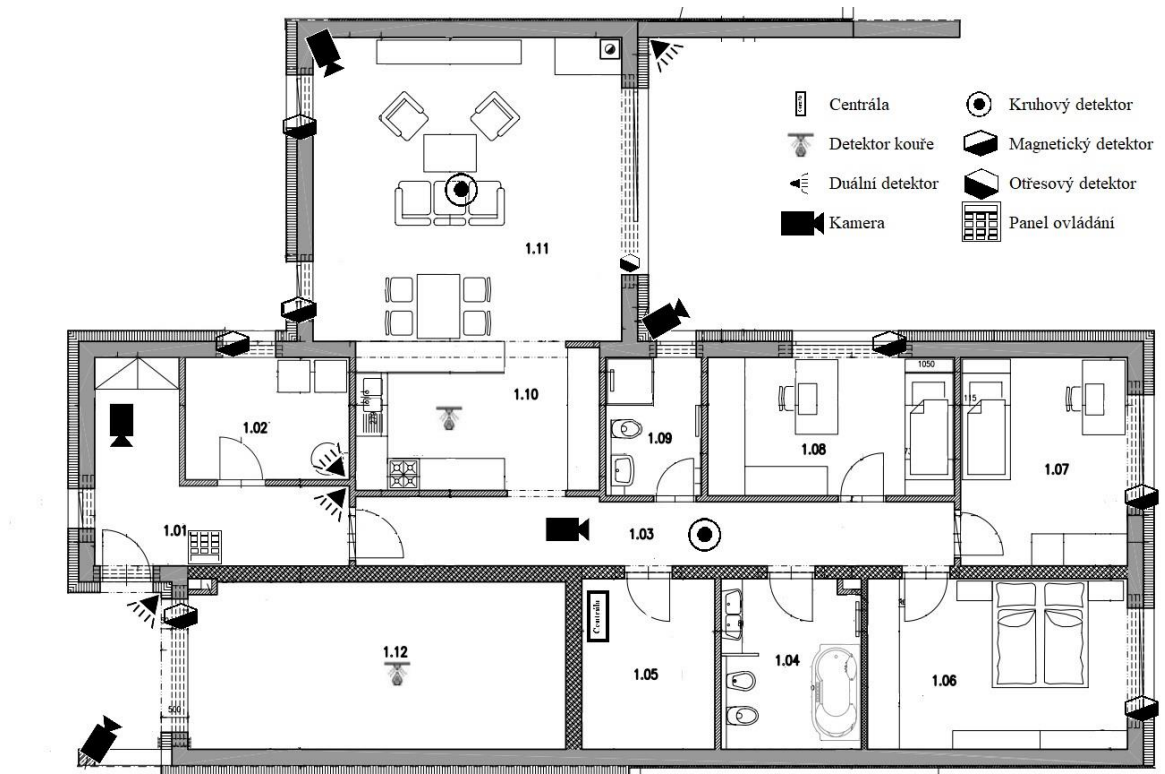 Centrála
Kruhový detektor
Detektor kouře
Magnetický detektor
Duální detektor
Otřesový detektor
Kamera
Panel ovládání
1.11
1.10
1.02
1.09
1.08
1050
115
1.07
1.01
1.03
Centrála
1.12
1.05
1.04
1.06
500